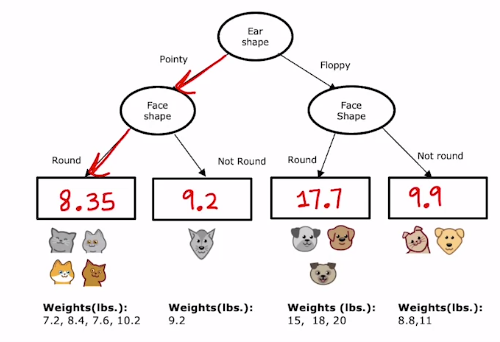 Ear
shape
Pointy
Floppy
Face
shape
Face
Shape
Round
Not Round
Round
Not round
8.35
9.2
17.7
9.9
Weights(lbs.):
7.2, 8.4, 7.6, 10.2
Weights(lbs.):
9.2
Weights (lbs.):
15, 18, 20
Weights(lbs.):
8.8,11